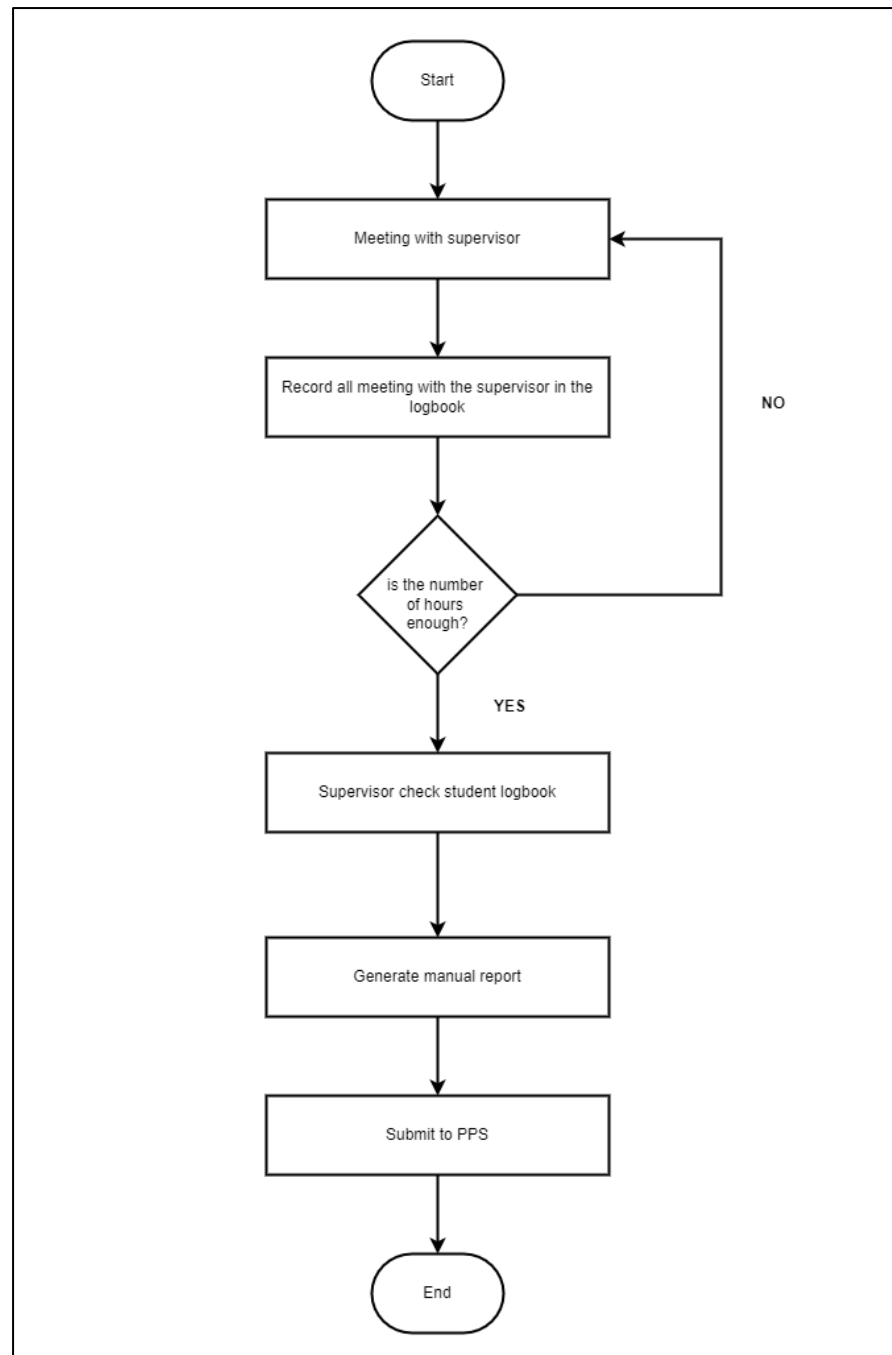 Start
Meeting with supervisor
Record all meeting with the supervisor in the
logbook
NO
is the number
of hours
enough?
YES
Supervisor check student logbook
Generate manual report
Submit to PPS
End